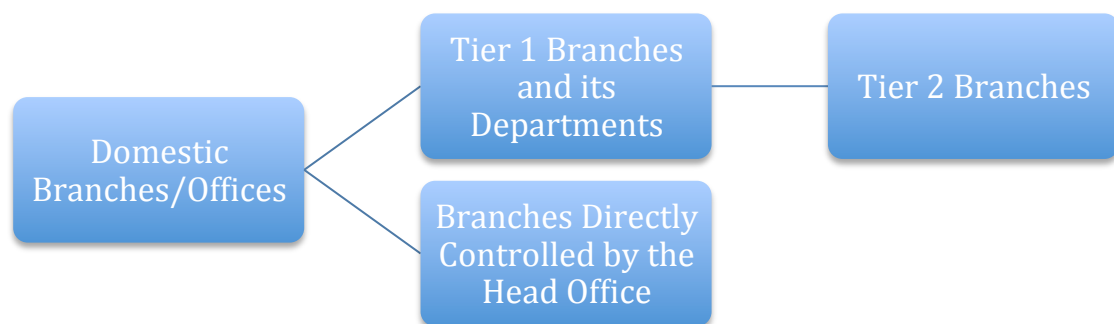 Domestic
Branches/Offices
Tier 1 Branches
and its
Departments
Tier 2 Branches
Branches Directly
Controlled by the
Head Office